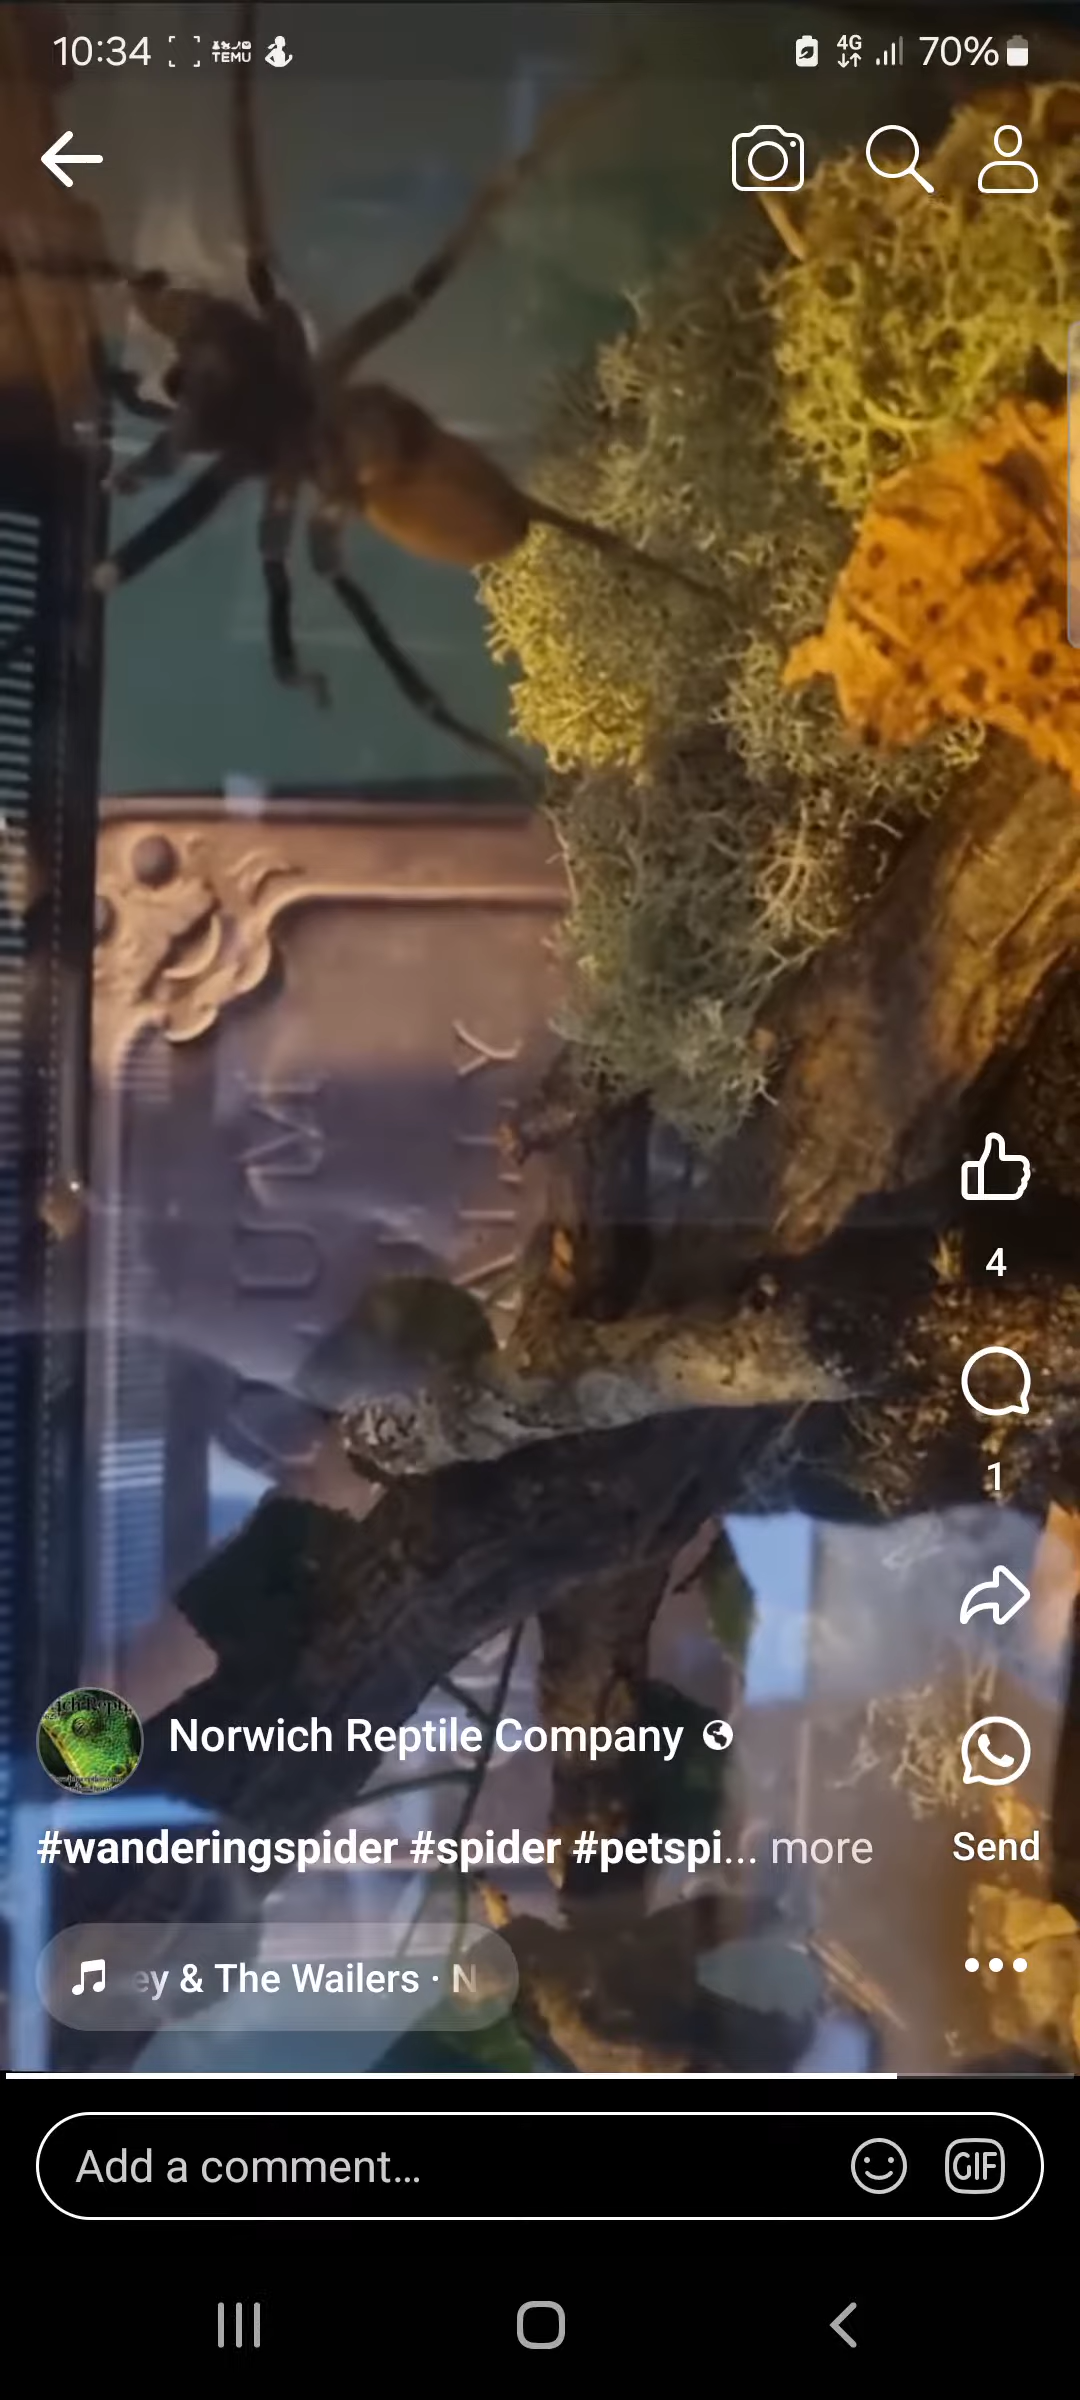 10:34
TEMU
4G
70%
4
1
Norwich Reptile Company
#wanderingspider #spider #petspi... more
Send
ey & The Wailers · N
Add a comment...
GIF